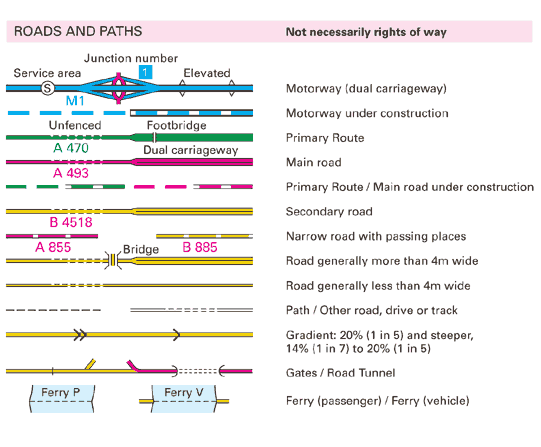 ROADS AND PATHS
Not necessarily rights of way
Junction number
Service area
1
Elevated
S
Motorway (dual carriageway)
M1
Motorway under construction
Unfenced
Footbridge
Primary Route
A 470
Dual carriageway
Main road
A 493
Primary Route / Main road under construction
Secondary road
B 4518
Narrow road with passing places
A 855
B 885
Bridge
Road generally more than 4m wide
Road generally less than 4m wide
Path / Other road, drive or track
Gradient: 20% (1 in 5) and steeper,
14% (1 in 7) to 20% (1 in 5)
Gates / Road Tunnel
Ferry P
Ferry V
Ferry (passenger) / Ferry (vehicle)